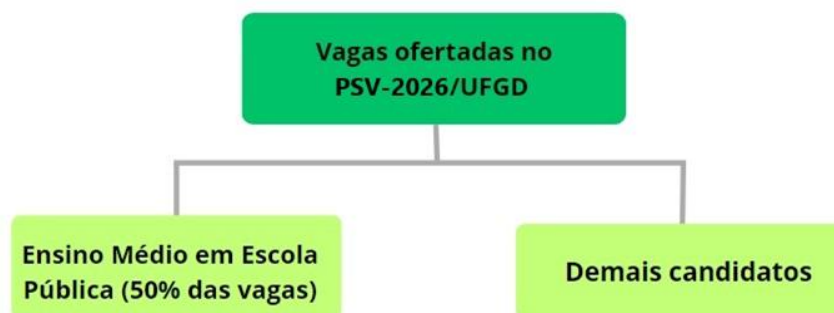 Vagas ofertadas no
PSV-2026/UFGD
Ensino Médio em Escola
Pública (50% das vagas)
Demais candidatos